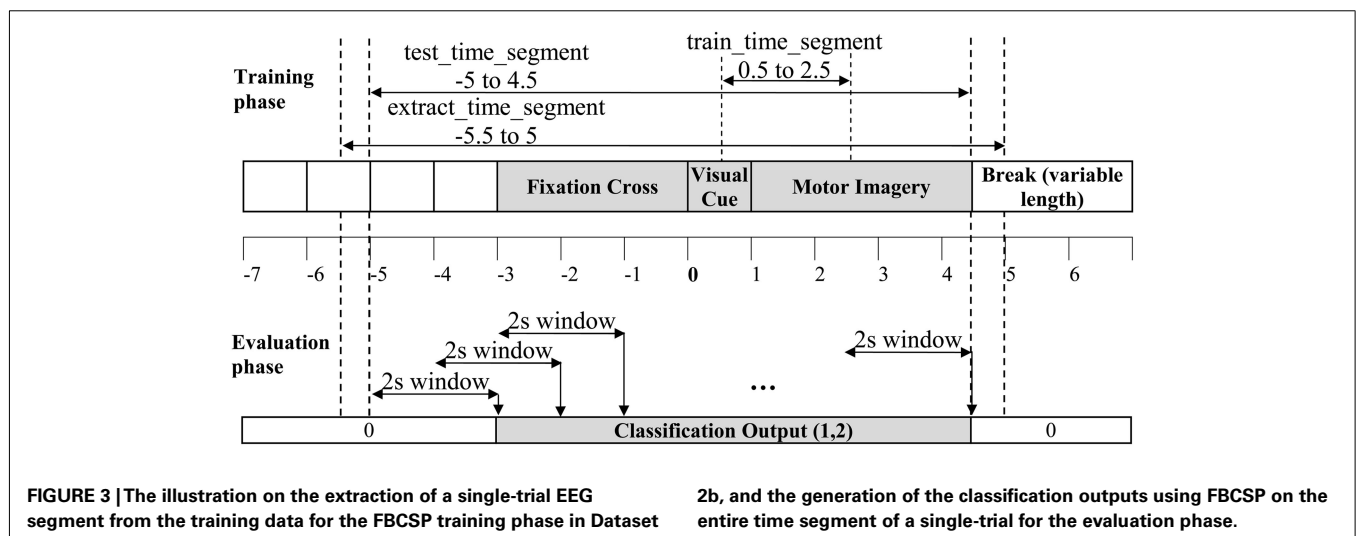 train_time_segment
test_time_segment
0.5 to 2.5
Training
phase
-5 to 4.5
extract_time_segment
-5.5 to 5
Fixation Cross
Visual
Cue
Motor Imagery
Break (variable
length)
-7 -6 -5 -4 -3 -2 -1 0 1 2 3 4 5 6
Evaluation
phase
2s window
2s window
2s window
2s window
...
0 Classification Output (1,2) 0
FIGURE 3 | The illustration on the extraction of a single-trial EEG
segment from the training data for the FBCSP training phase in Dataset
2b, and the generation of the classification outputs using FBCSP on the
entire time segment of a single-trial for the evaluation phase.